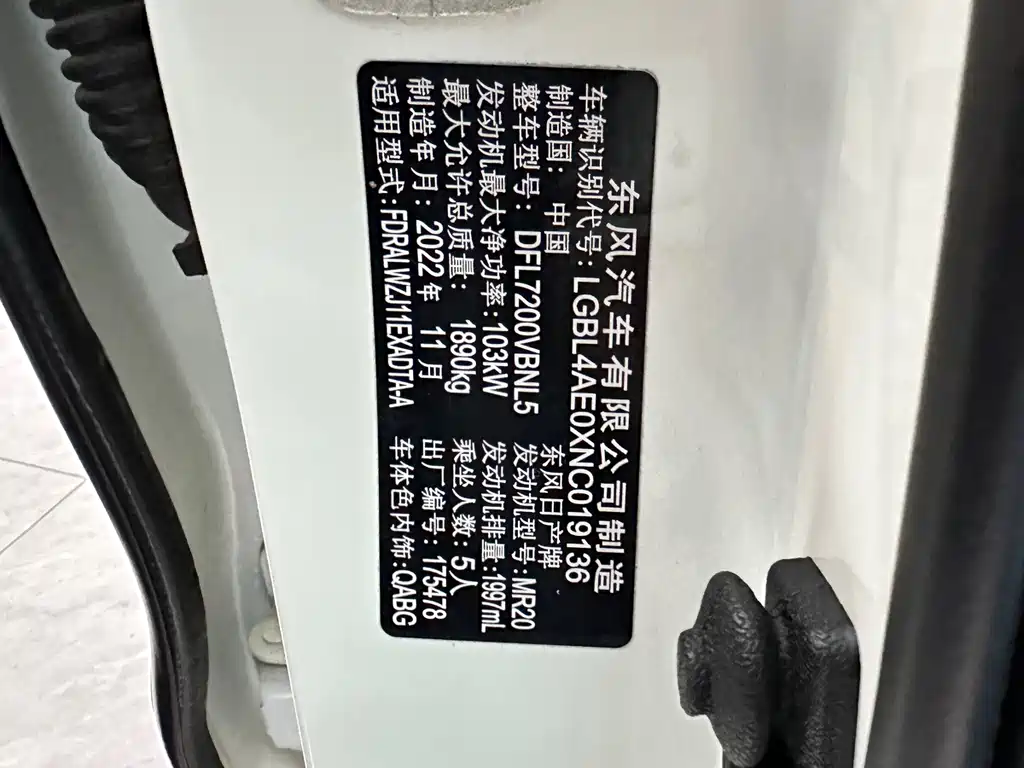 东风汽车有限公司制造
车辆识别代号: LGBL4AE0XNC019136
制造国: 中国 东风日产牌
整车型号: DFL7200VBNL5 发动机型号: MR20
发动机最大净功率: 103kW 发动机排量: 1997mL
最大允许总质量: 1890kg 乘坐人数: 5人
制造年月: 2022年 11月 出厂编号: 175478
适用型式: FDRALWZJ11EXADTA-A 车体色内饰: QABG